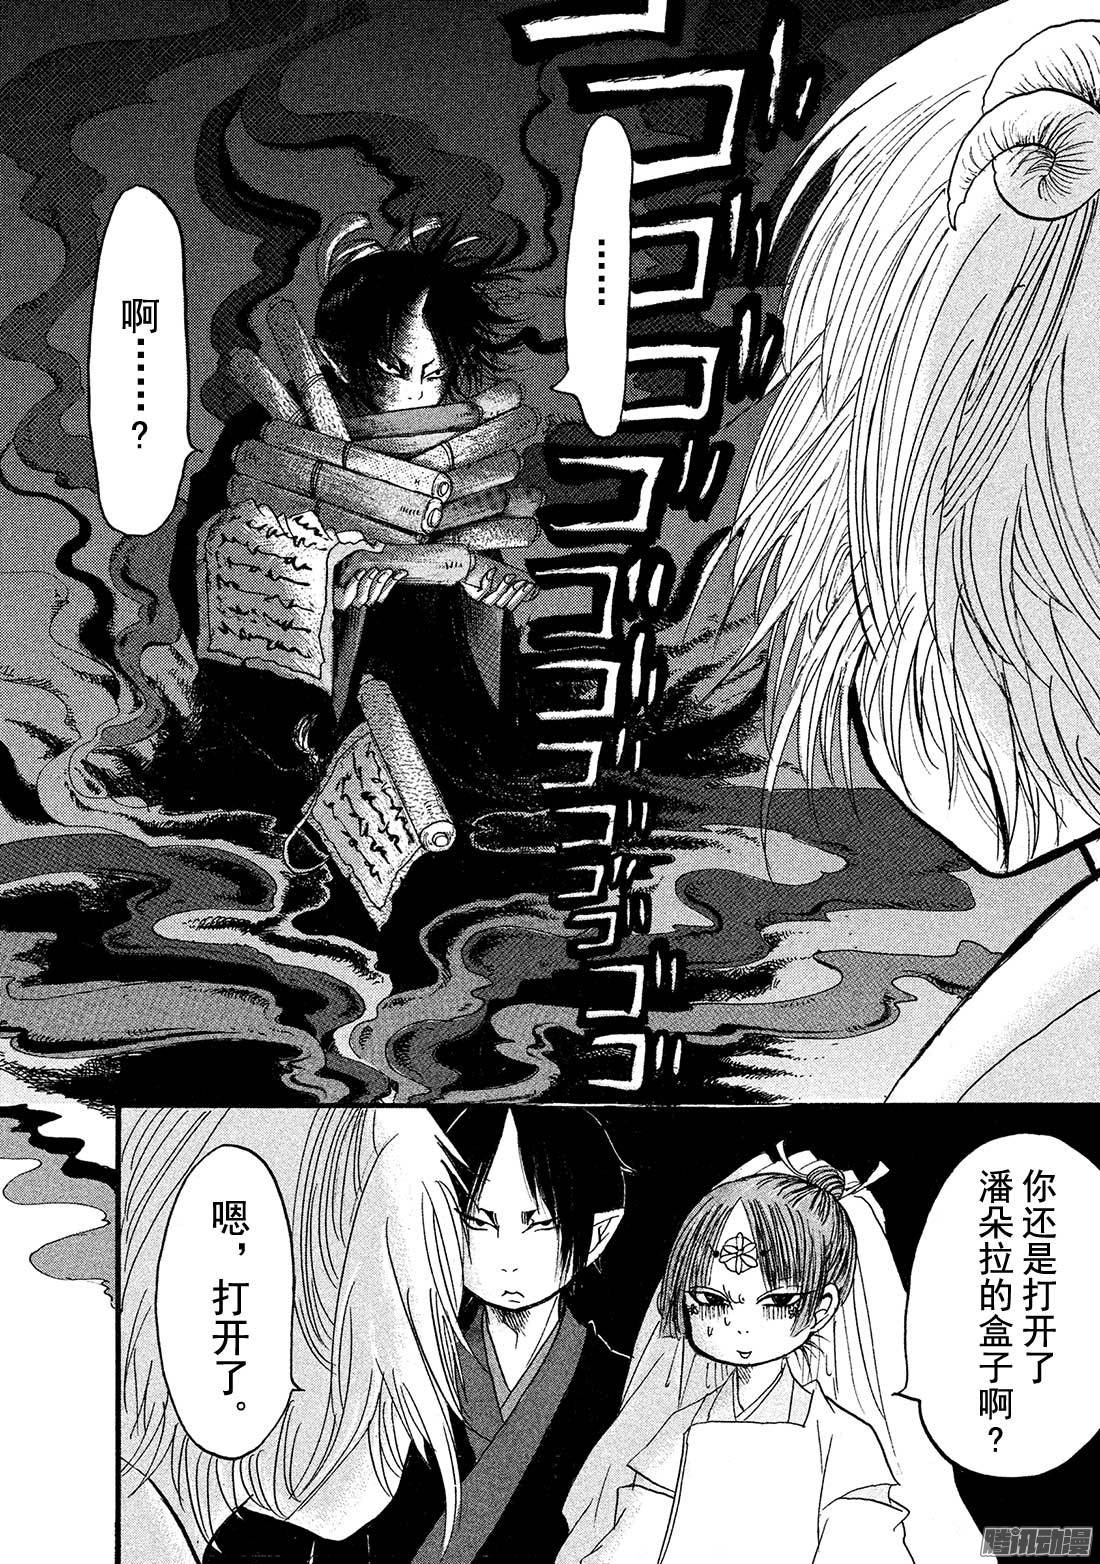 ……
啊……？
ゴゴゴゴゴゴゴゴゴゴゴゴ
你还是打开了
潘朵拉的盒子啊？
嗯，打开了。
腾讯动漫